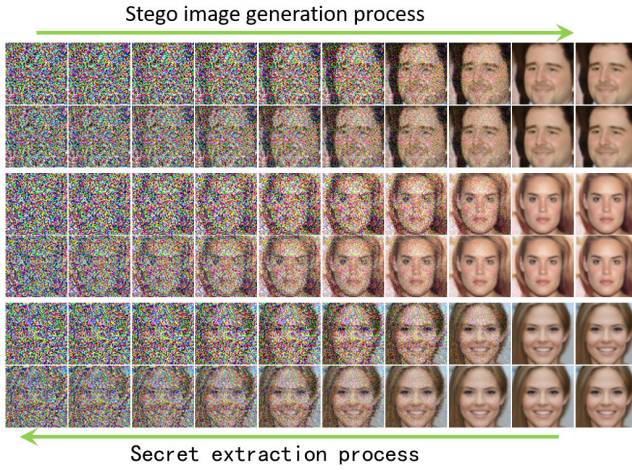 Stego image generation process
Secret extraction process